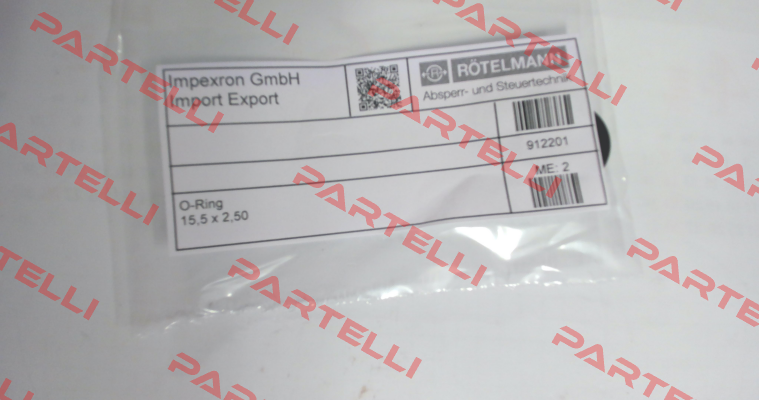 Impexron GmbH
Import Export
RÖTELMANN
Absperr- und Steuertechnik
912201
ME: 2
O-Ring
15,5 x 2,50
PARTELLI
PARTELLI
PARTELLI
PARTELLI
PARTELLI
PARTELLI
PARTELLI
PARTELLI
PARTELLI
PARTELLI
PARTELLI